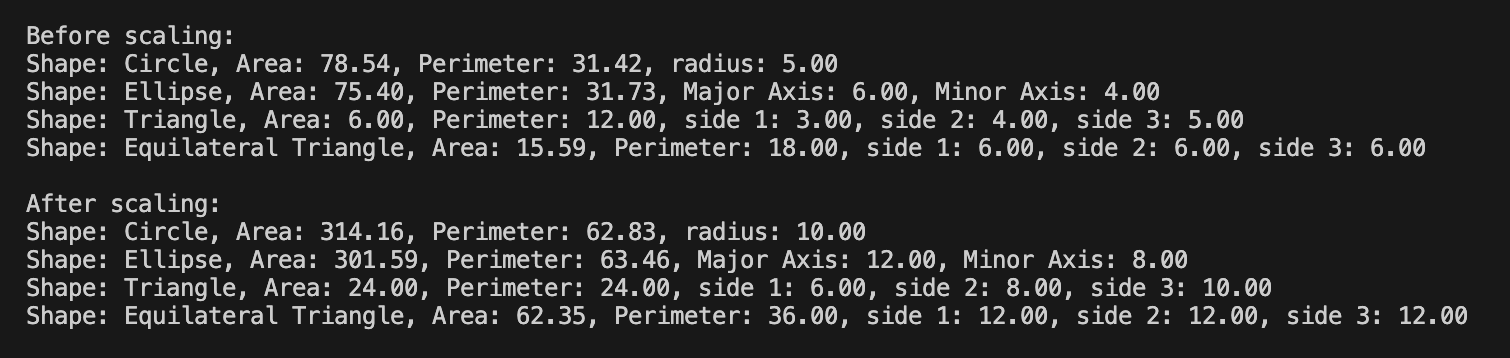 Before scaling:
Shape: Circle, Area: 78.54, Perimeter: 31.42, radius: 5.00
Shape: Ellipse, Area: 75.40, Perimeter: 31.73, Major Axis: 6.00, Minor Axis: 4.00
Shape: Triangle, Area: 6.00, Perimeter: 12.00, side 1: 3.00, side 2: 4.00, side 3: 5.00
Shape: Equilateral Triangle, Area: 15.59, Perimeter: 18.00, side 1: 6.00, side 2: 6.00, side 3: 6.00

After scaling:
Shape: Circle, Area: 314.16, Perimeter: 62.83, radius: 10.00
Shape: Ellipse, Area: 301.59, Perimeter: 63.46, Major Axis: 12.00, Minor Axis: 8.00
Shape: Triangle, Area: 24.00, Perimeter: 24.00, side 1: 6.00, side 2: 8.00, side 3: 10.00
Shape: Equilateral Triangle, Area: 62.35, Perimeter: 36.00, side 1: 12.00, side 2: 12.00, side 3: 12.00